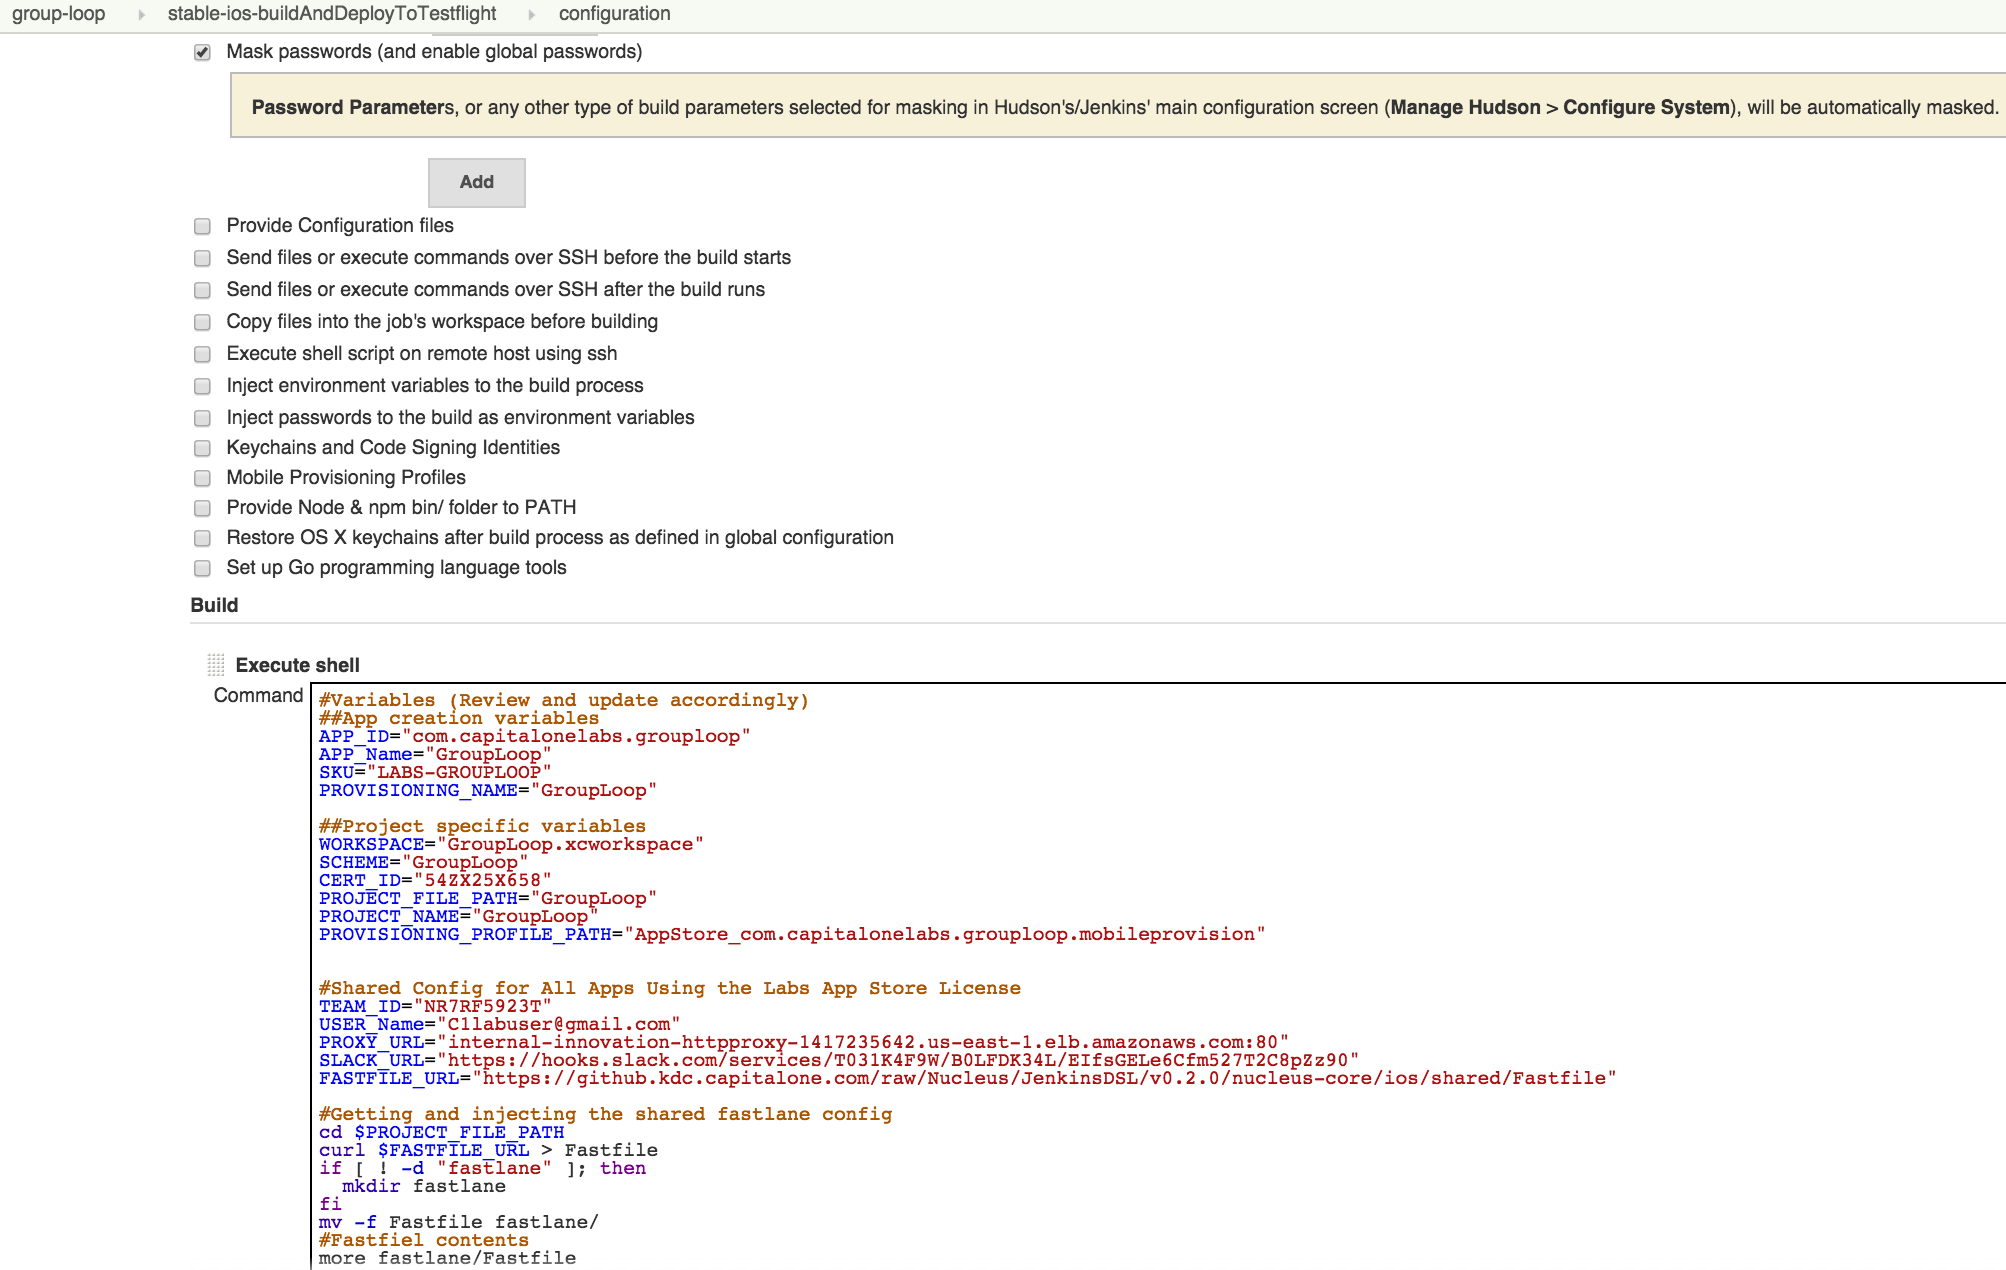 group-loop stable-ios-buildAndDeployToTestflight configuration
Mask passwords (and enable global passwords)
Password Parameters, or any other type of build parameters selected for masking in Hudson's/Jenkins' main configuration screen (Manage Hudson > Configure System), will be automatically masked.
Add
Provide Configuration files
Send files or execute commands over SSH before the build starts
Send files or execute commands over SSH after the build runs
Copy files into the job's workspace before building
Execute shell script on remote host using ssh
Inject environment variables to the build process
Inject passwords to the build as environment variables
Keychains and Code Signing Identities
Mobile Provisioning Profiles
Provide Node & npm bin/ folder to PATH
Restore OS X keychains after build process as defined in global configuration
Set up Go programming language tools
Build
Execute shell
Command
#Variables (Review and update accordingly)
##App creation variables
APP_ID="com.capitalonelabs.grouploop"
APP_Name="GroupLoop"
SKU="LABS-GROUPLOOP"
PROVISIONING_NAME="GroupLoop"
##Project specific variables
WORKSPACE="GroupLoop.xcworkspace"
SCHEME="GroupLoop"
CERT_ID="54ZX25X658"
PROJECT_FILE_PATH="GroupLoop"
PROJECT_NAME="GroupLoop"
PROVISIONING_PROFILE_PATH="AppStore_com.capitalonelabs.grouploop.mobileprovision"
#Shared Config for All Apps Using the Labs App Store License
TEAM_ID="NR7RF5923T"
USER_Name="C1labuser@gmail.com"
PROXY_URL="internal-innovation-httpproxy-1417235642.us-east-1.elb.amazonaws.com:80"
SLACK_URL="https://hooks.slack.com/services/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"
FASTFILE_URL="https://github.kdc.capitalone.com/raw/Nucleus/JenkinsDSL/v0.2.0/nucleus-core/ios/shared/Fastfile"
#Getting and injecting the shared fastlane config
cd $PROJECT_FILE_PATH
curl $FASTFILE_URL > Fastfile
if [ ! -d "fastlane" ]; then
  mkdir fastlane
fi
mv -f Fastfile fastlane/
#Fastfiel contents
more fastlane/Fastfile